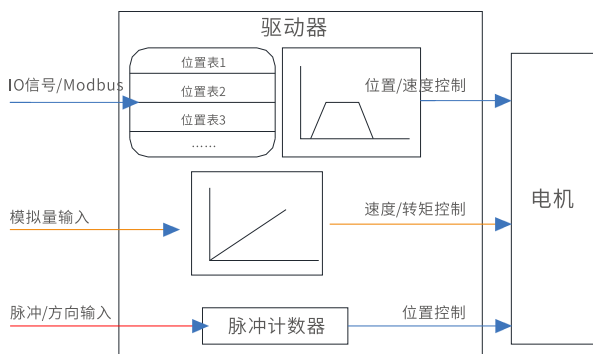 驱动器
位置表1
IO信号/Modbus
位置表2
位置/速度控制
位置表3
……
电机
模拟量输入
速度/转矩控制
脉冲/方向输入
脉冲计数器
位置控制